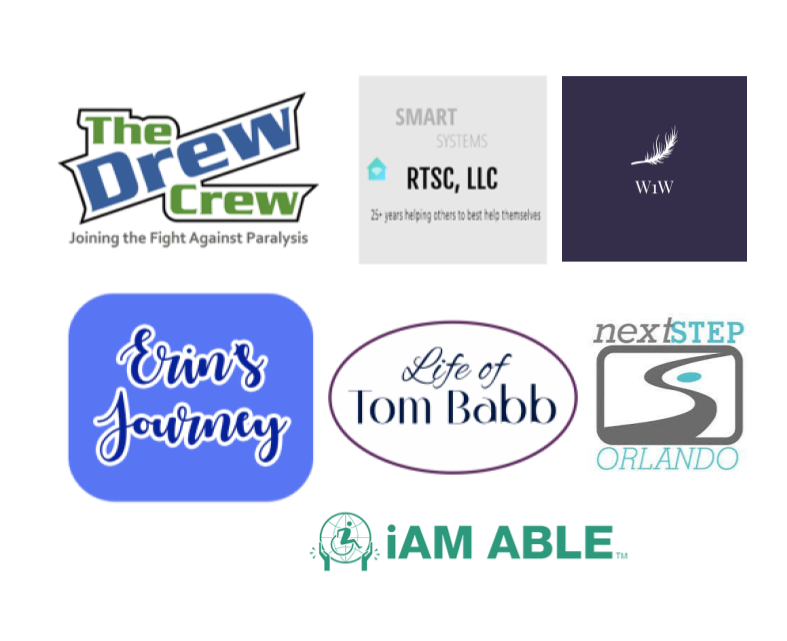 The
Drew
Crew
Joining the Fight Against Paralysis
SMART
SYSTEMS
RTSC, LLC
25+ years helping others to best help themselves
W1W
Erin's
Journey
Life of
Tom Babb
nextSTEP
ORLANDO
iAM ABLE™